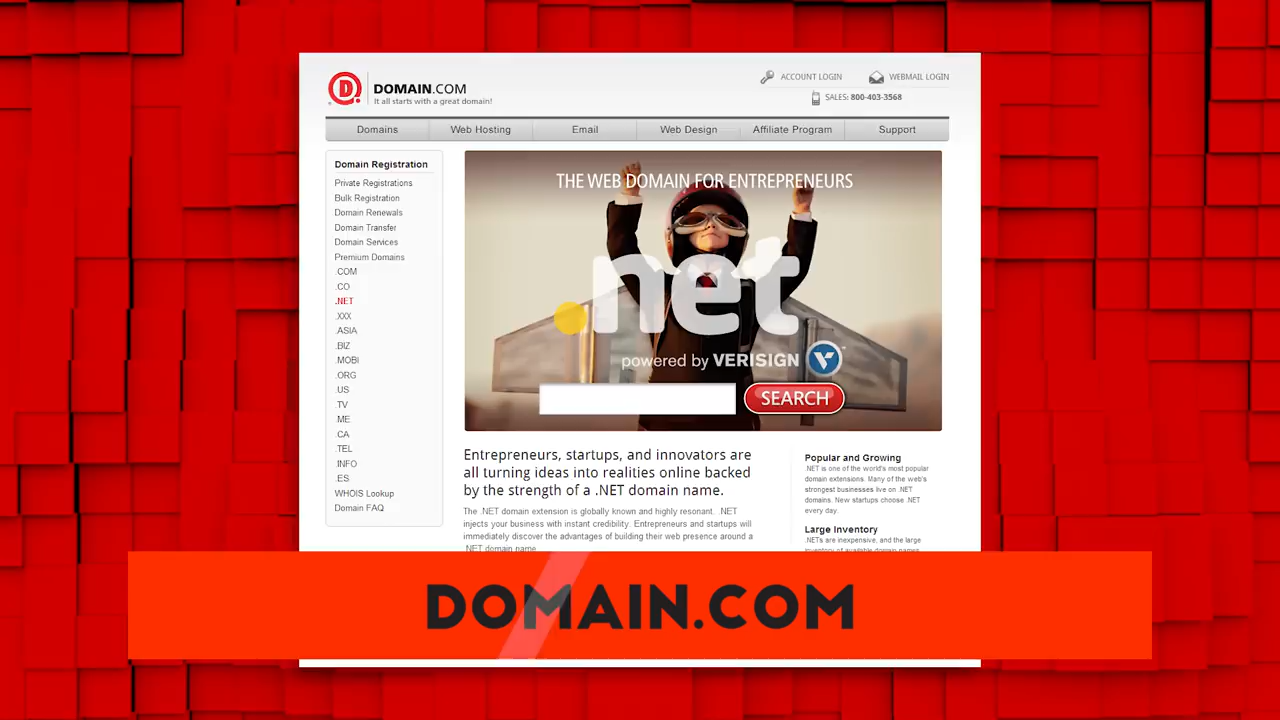 DOMAIN.COM
It all starts with a great domain!
ACCOUNT LOGIN
WEBMAIL LOGIN
SALES: 800-403-3568
Domains
Web Hosting
Email
Web Design
Affiliate Program
Support
Domain Registration
Private Registrations
Bulk Registration
Domain Renewals
Domain Transfer
Domain Services
Premium Domains
.COM
.CO
.NET
.XXX
.ASIA
.BIZ
.MOBI
.ORG
.US
.TV
.ME
.CA
.TEL
.INFO
.ES
WHOIS Lookup
Domain FAQ
THE WEB DOMAIN FOR ENTREPRENEURS
.net
powered by VERISIGN
SEARCH
Entrepreneurs, startups, and innovators are
all turning ideas into realities online backed
by the strength of a .NET domain name.
The .NET domain extension is globally known and highly resonant. .NET
injects your business with instant credibility. Entrepreneurs and startups will
immediately discover the advantages of building their web presence around a
.NET domain name.
Popular and Growing
.NET is one of the world's most popular
domain extensions. Many of the web's
strongest businesses live on .NET
domains. New startups choose .NET
every day.
Large Inventory
.NETs are inexpensive, and the large
inventory of available domain names
DOMAIN.COM